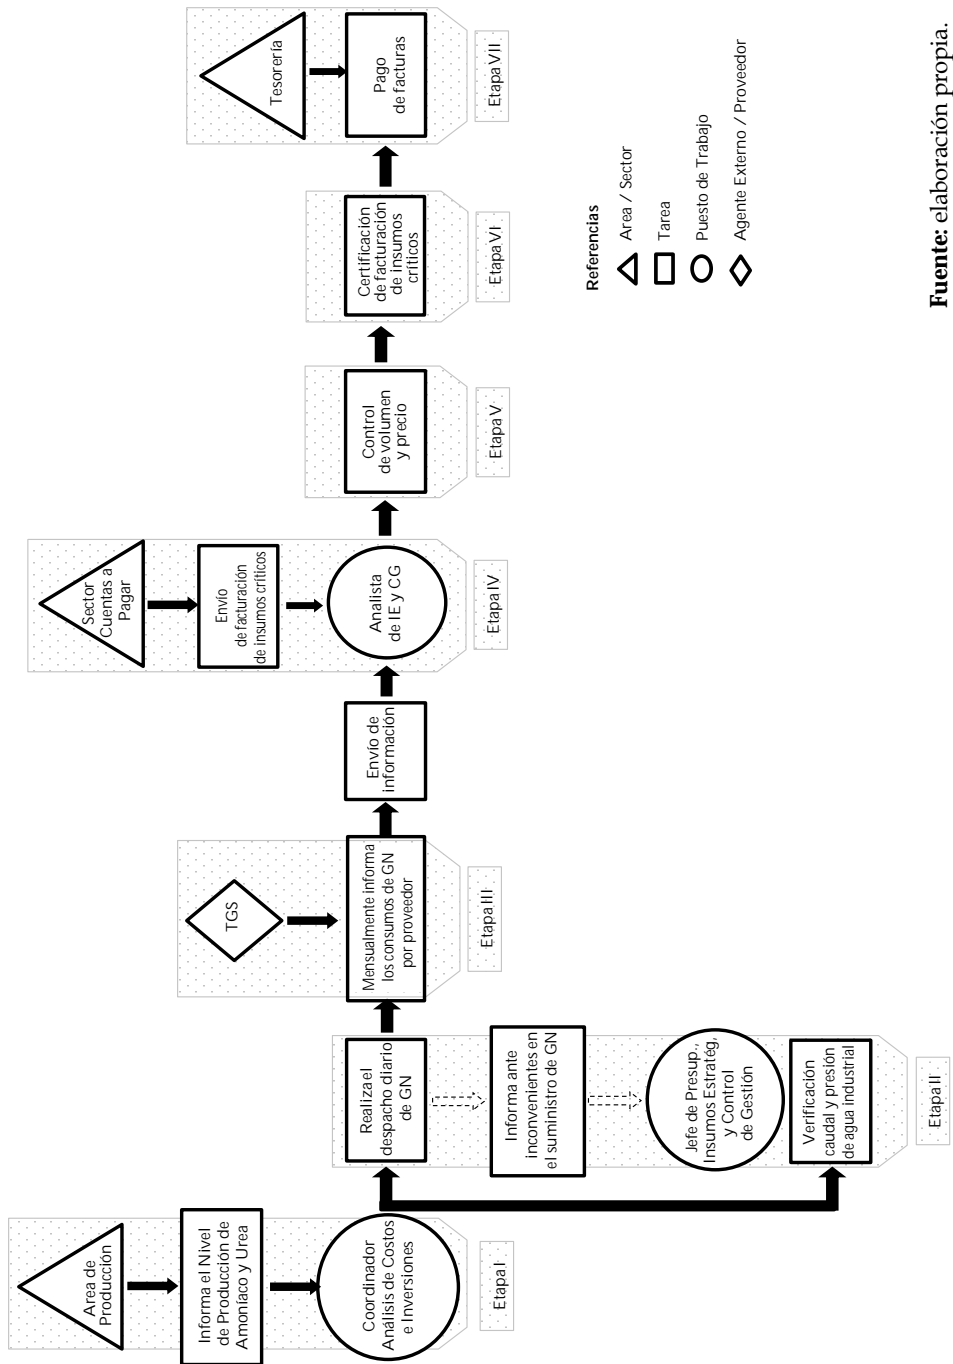 Area de
Producción
Informa el Nivel
de Producción de
Amoníaco y Urea
Coordinador
Análisis de Costos
e Inversiones
Etapa I
Realiza el
despacho diario
de GN
Informa ante
inconvenientes en
el suministro de GN
Jefe de Presup.,
Insumos Estratég,
y Control
de Gestión
Verificación
caudal y presión
de agua industrial
Etapa II
TGS
Mensualmente informa
los consumos de GN
por proveedor
Etapa III
Envío de
información
Sector
Cuentas a
Pagar
Envío
de facturación
de insumos críticos
Analista
de IE y CG
Etapa IV
Control
de volumen
y precio
Etapa V
Certificación
de facturación
de insumos
críticos
Etapa VI
Tesorería
Pago
de facturas
Etapa VII
Referencias
Area / Sector
Tarea
Puesto de Trabajo
Agente Externo / Proveedor
Fuente: elaboración propia.